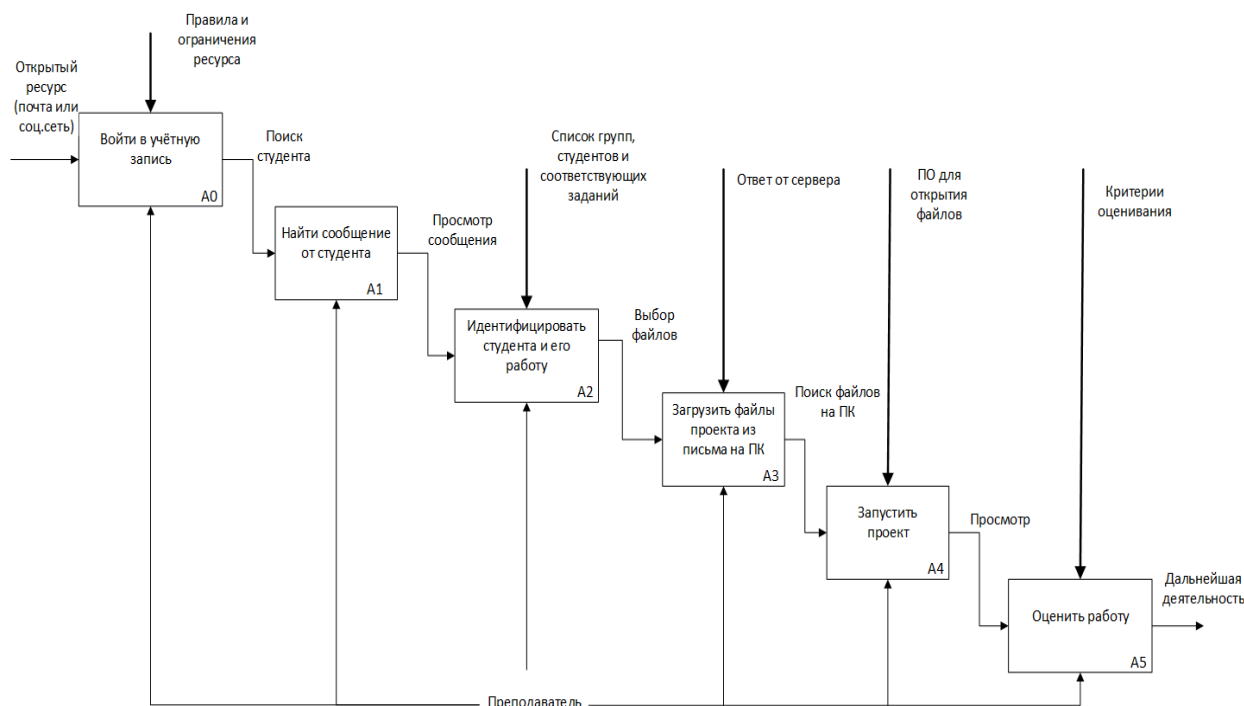 Правила и
ограничения
ресурса
Открытый
ресурс
(почта или
соц.сеть)
Войти в учётную
запись
A0
Поиск
студента
Найти сообщение
от студента
A1
Просмотр
сообщения
Список групп,
студентов и
соответствующих
заданий
Идентифицировать
студента и его
работу
A2
Выбор
файлов
Ответ от сервера
Загрузить файлы
проекта из
письма на ПК
A3
Поиск файлов
на ПК
ПО для
открытия
файлов
Запустить
проект
A4
Просмотр
Критерии
оценивания
Оценить работу
A5
Дальнейшая
деятельность
Преподаватель